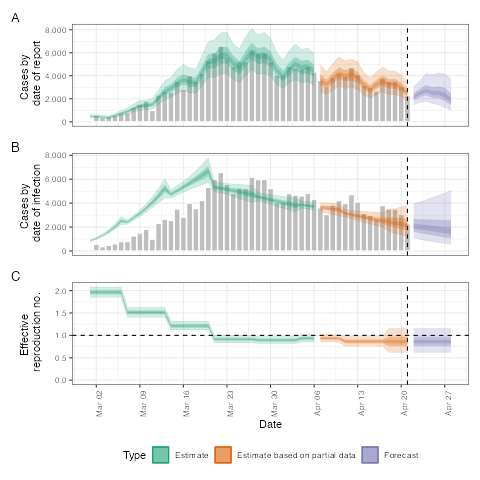 A
Cases by
date of report
8,000
6,000
4,000
2,000
0
B
Cases by
date of infection
8,000
6,000
4,000
2,000
0
C
Effective
reproduction no.
2.0
1.5
1.0
0.5
0.0
Mar 02
Mar 09
Mar 16
Mar 23
Mar 30
Apr 06
Apr 13
Apr 20
Apr 27
Date
Type Estimate Estimate based on partial data Forecast